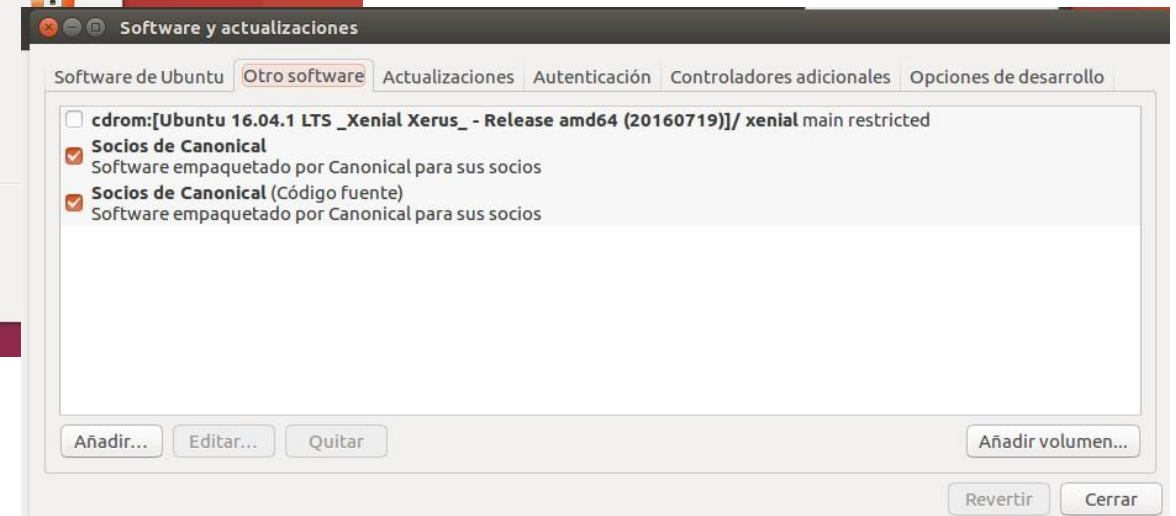 Software y actualizaciones
Software de Ubuntu Otro software Actualizaciones Autenticación Controladores adicionales Opciones de desarrollo
cdrom:[Ubuntu 16.04.1 LTS _Xenial Xerus_ - Release amd64 (20160719)]/ xenial main restricted
Socios de Canonical
Software empaquetado por Canonical para sus socios
Socios de Canonical (Código fuente)
Software empaquetado por Canonical para sus socios
Añadir... Editar... Quitar Añadir volumen...
Revertir Cerrar